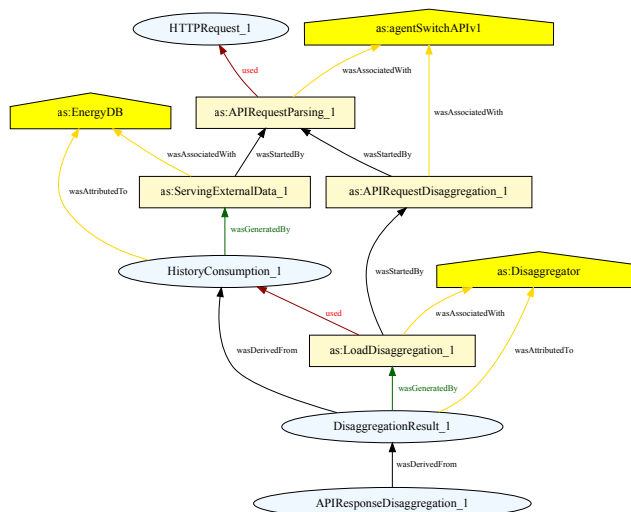 HTTPRequest_1
as:agentSwitchAPIv1
used
wasAssociatedWith
as:EnergyDB
as:APIRequestParsing_1
wasAssociatedWith
wasAssociatedWith
wasStartedBy
wasStartedBy
wasAttributedTo
as:ServingExternalData_1
as:APIRequestDisaggregation_1
wasGeneratedBy
HistoryConsumption_1
wasStartedBy
as:Disaggregator
used
wasAssociatedWith
wasDerivedFrom
as:LoadDisaggregation_1
wasAttributedTo
wasGeneratedBy
DisaggregationResult_1
wasDerivedFrom
APIResponseDisaggregation_1